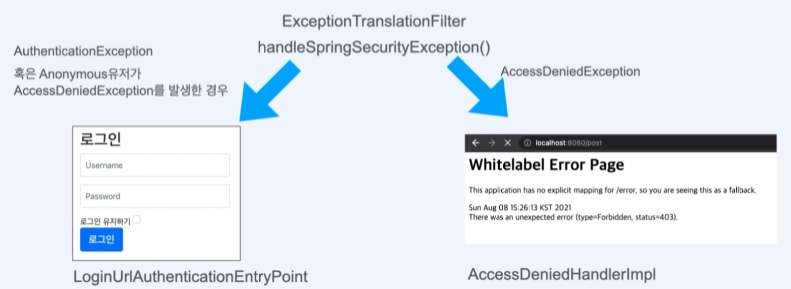 ExceptionTranslationFilter
handleSpringSecurityException()
AuthenticationException
혹은 Anonymous유저가
AccessDeniedException를 발생한 경우
AccessDeniedException
로그인
Username
Password
로그인 유지하기
로그인
LoginUrlAuthenticationEntryPoint
localhost:8080/post
Whitelabel Error Page
This application has no explicit mapping for /error, so you are seeing this as a fallback.
Sun Aug 08 15:26:13 KST 2021
There was an unexpected error (type=Forbidden, status=403).
AccessDeniedHandlerImpl